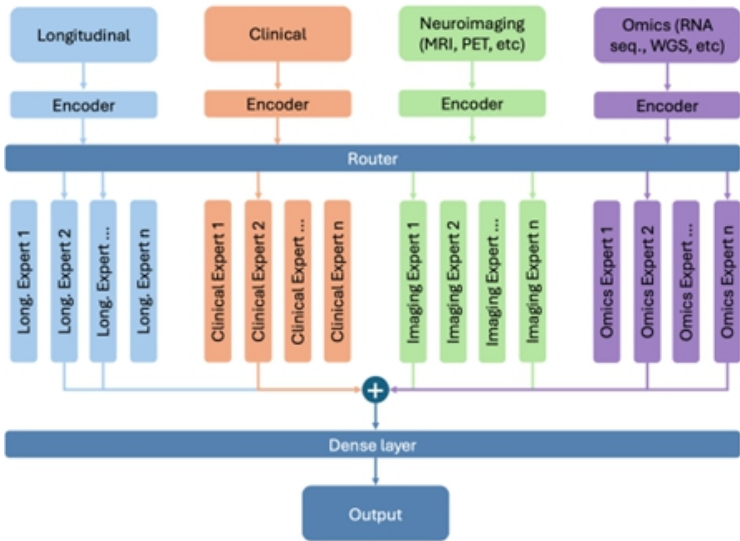 Longitudinal
Clinical
Neuroimaging
(MRI, PET, etc)
Omics (RNA
seq., WGS, etc)
Encoder
Encoder
Encoder
Encoder
Router
Long, Expert 1
Long, Expert 2
Long, Expert ...
Long, Expert n
Clinical Expert 1
Clinical Expert 2
Clinical Expert ...
Clinical Expert n
Imaging Expert 1
Imaging Expert 2
Imaging Expert ...
Imaging Expert n
Omics Expert 1
Omics Expert 2
Omics Expert ...
Omics Expert n
+
Dense layer
Output